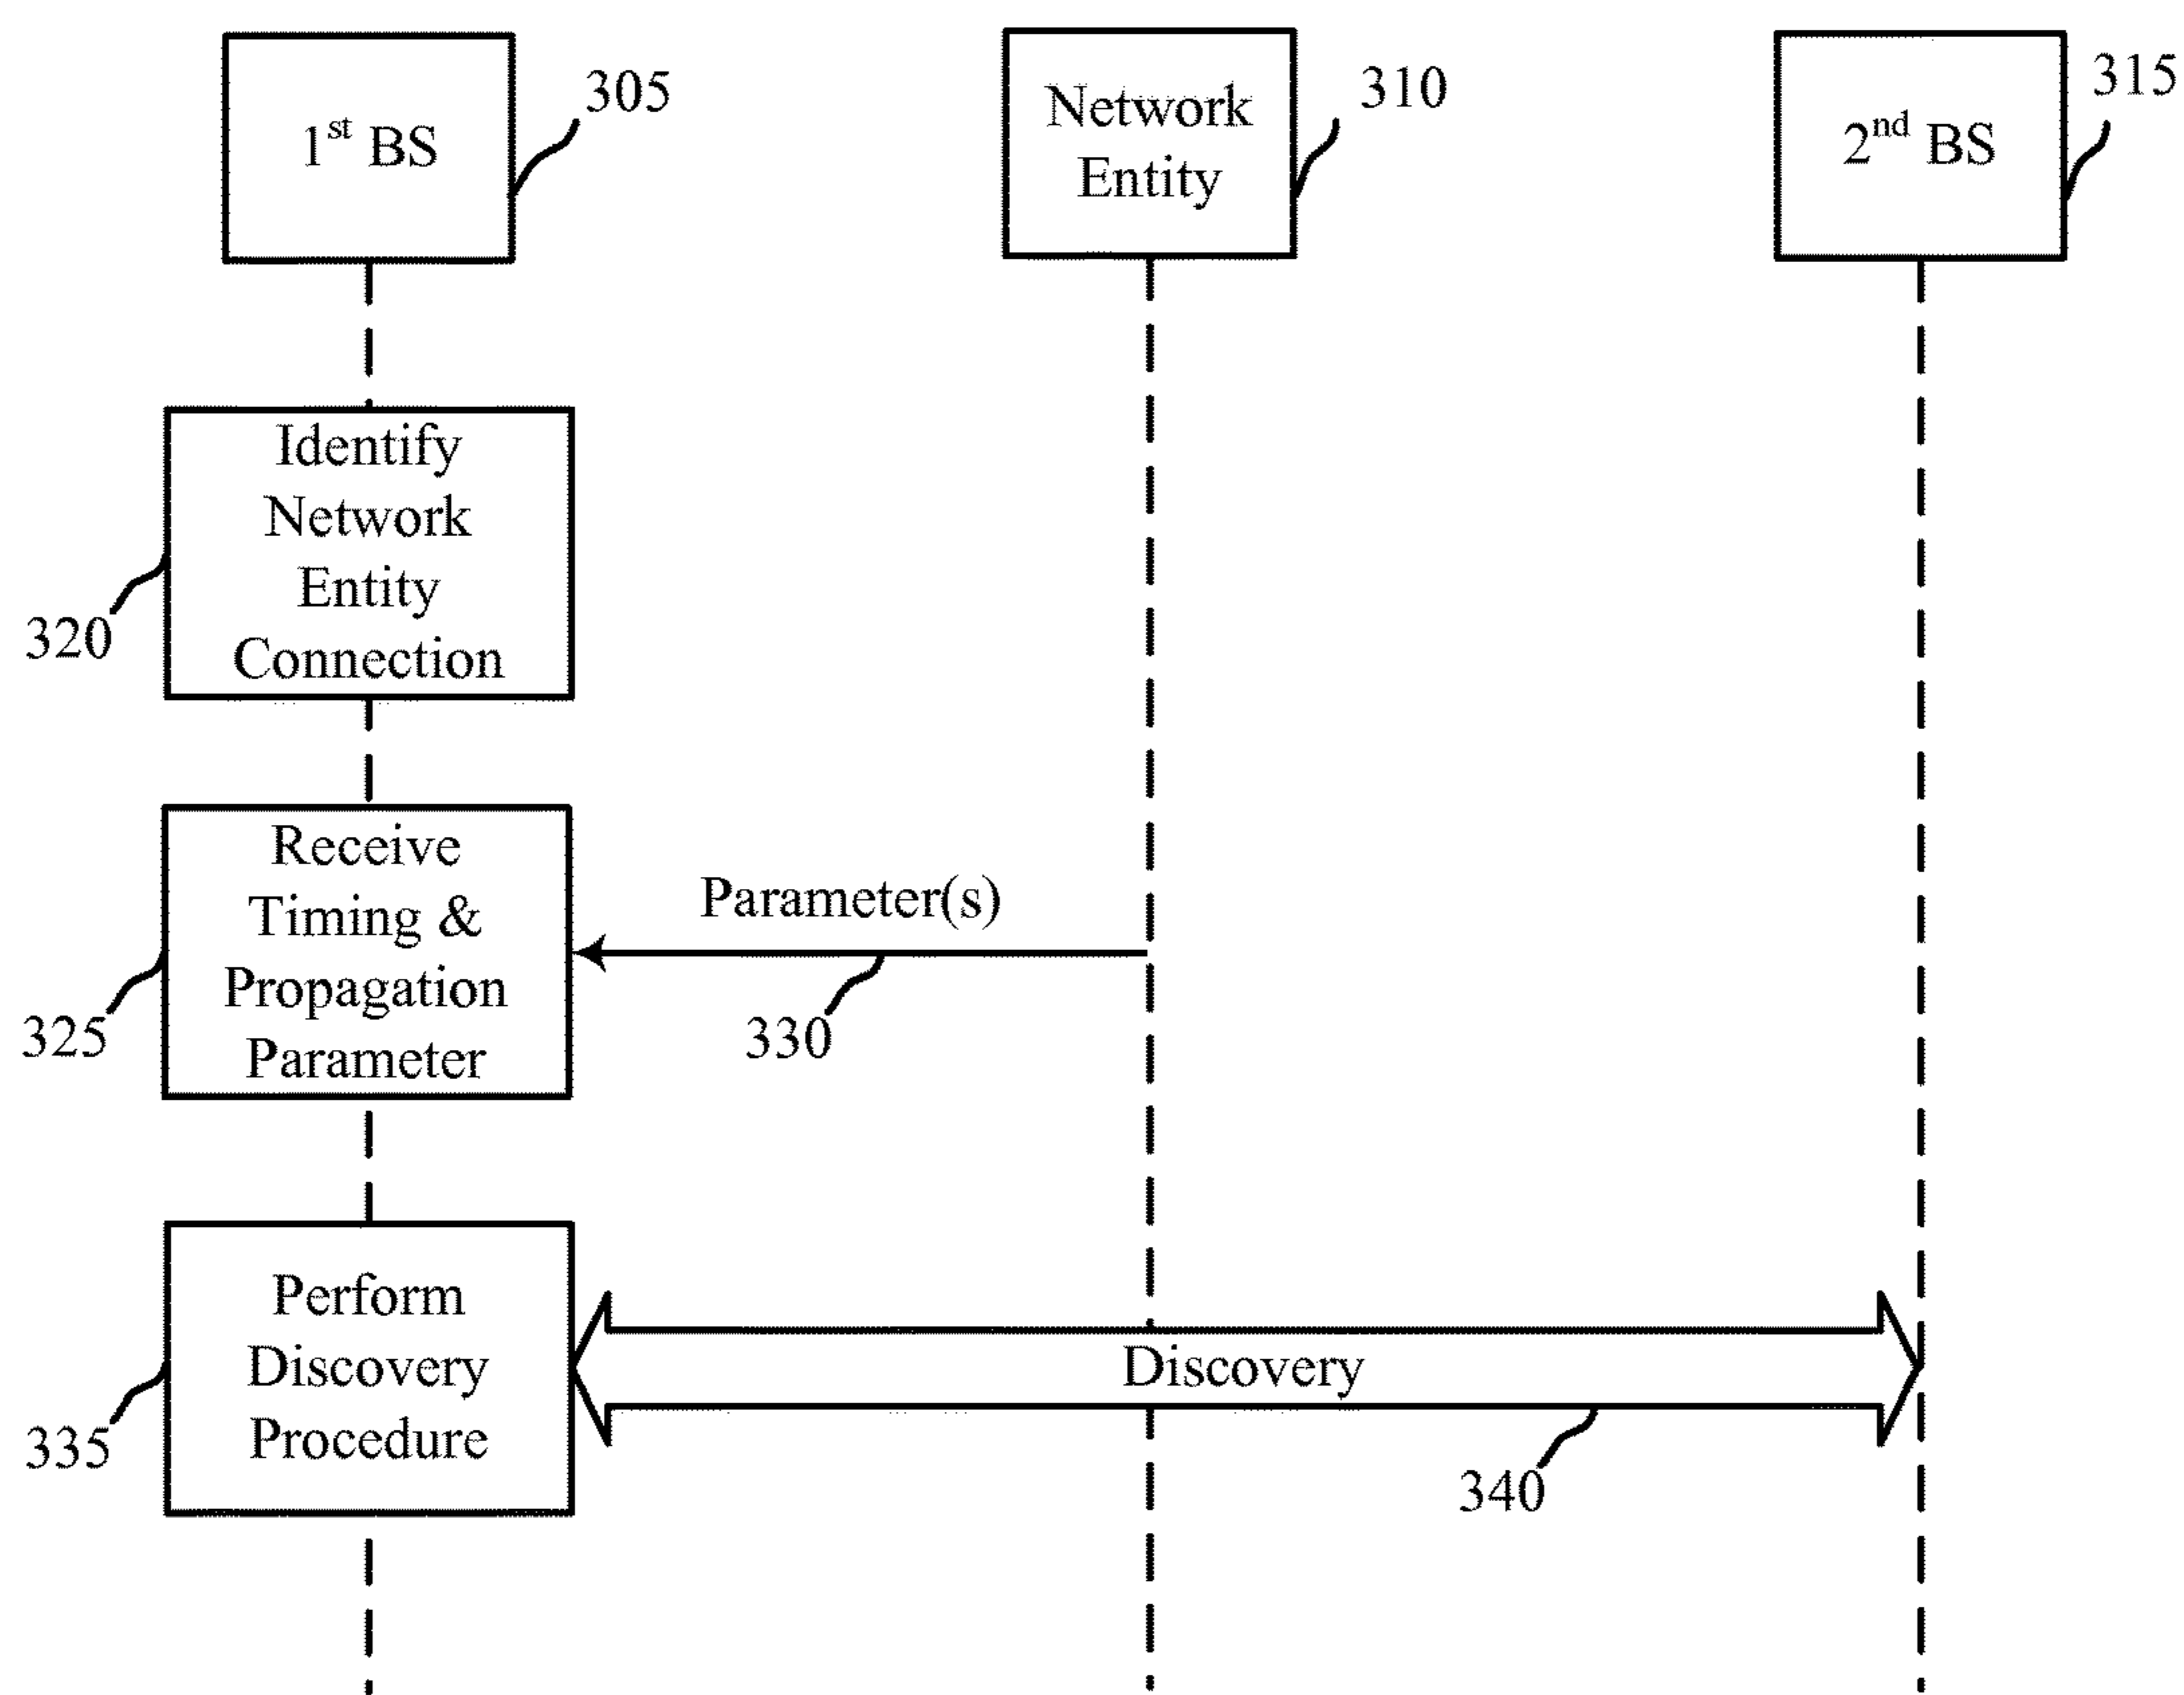 1st BS
305
Network
Entity
310
2nd BS
315
Identify
Network
Entity
Connection
320
Receive
Timing &
Propagation
Parameter
325
Parameter(s)
330
Perform
Discovery
Procedure
335
Discovery
340